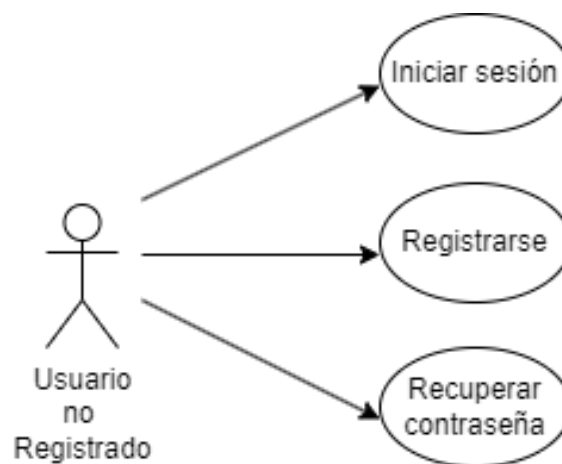 Iniciar sesión
Registrarse
Usuario
no
Registrado
Recuperar
contraseña